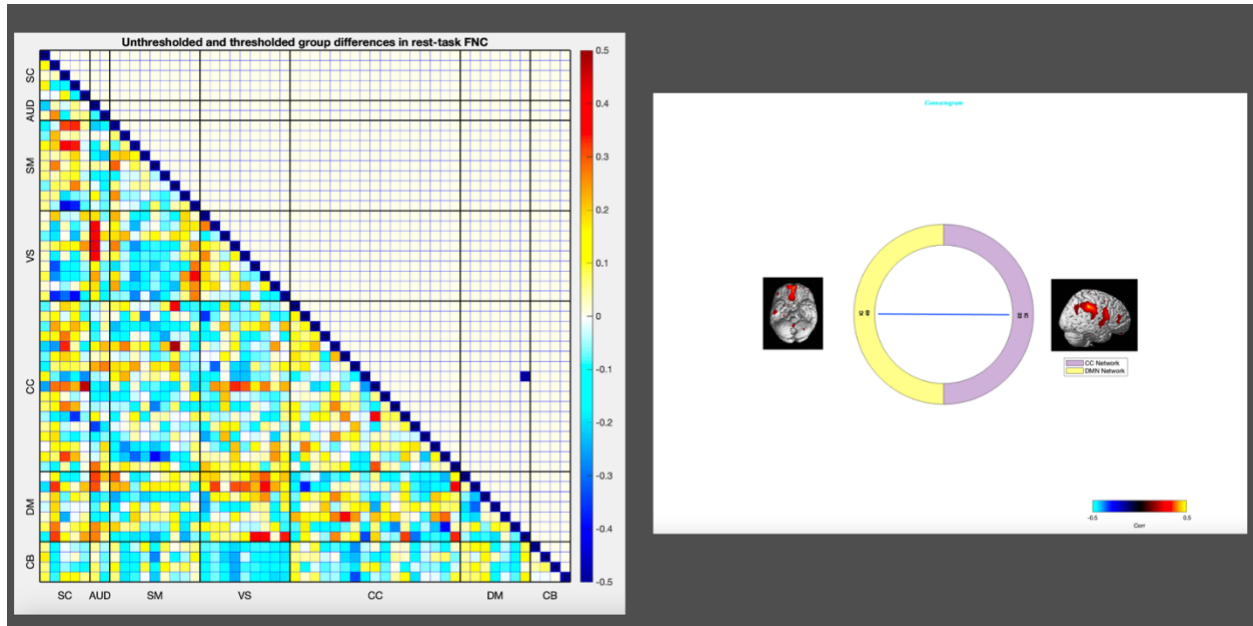 Unthresholded and thresholded group differences in rest-task FNC
SC
AUD
SM
VS
CC
DM
CB
SC AUD SM VS CC DM CB
0.5
0.4
0.3
0.2
0.1
0
-0.1
-0.2
-0.3
-0.4
-0.5
Connectogram
CC Network
DMN Network
-0.5 0.5
Corr